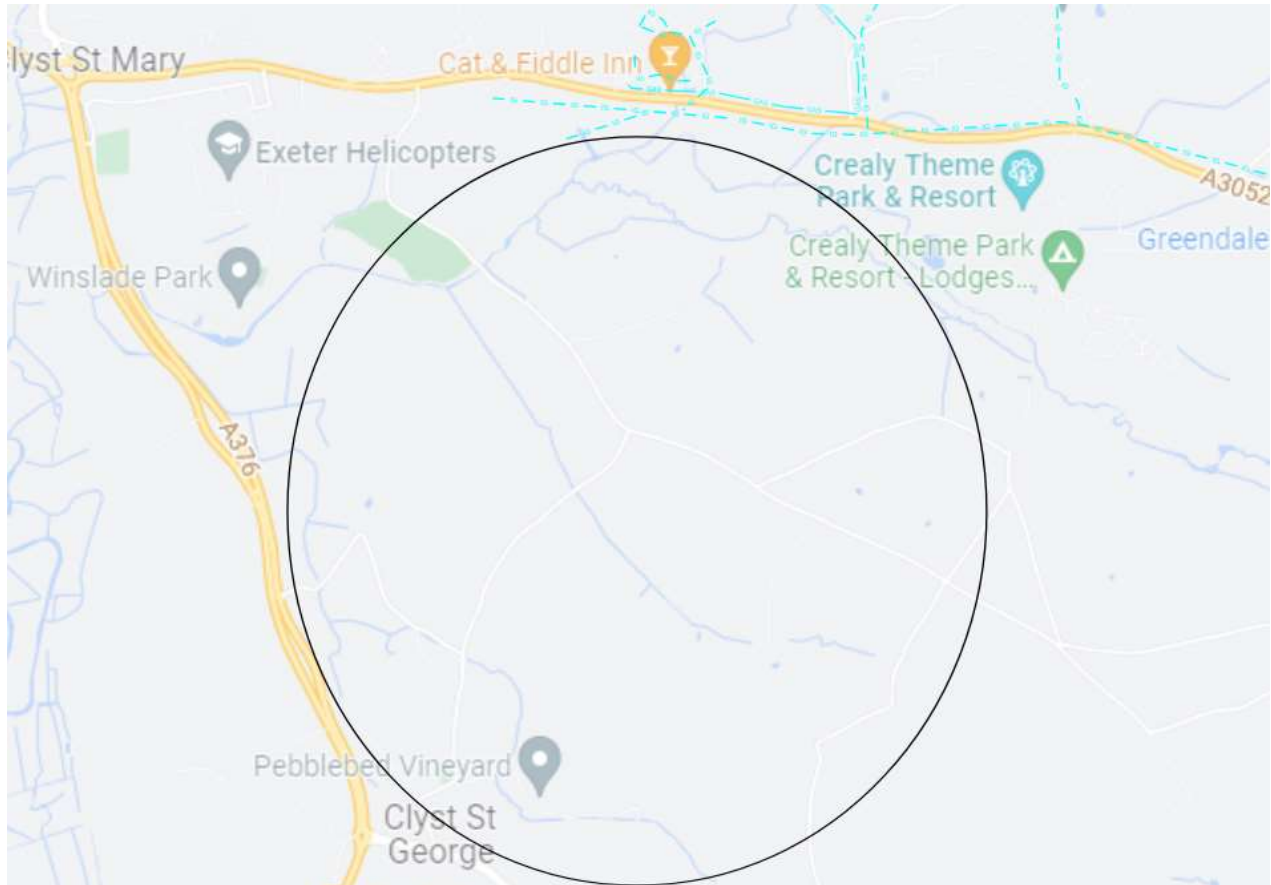 lyst St Mary
Cat & Fiddle Inn
Exeter Helicopters
Crealy Theme
Park & Resort
A3052
Crealy Theme Park
& Resort - Lodges...
Greendale
Winslade Park
A376
Pebblebed Vineyard
Clyst St
George